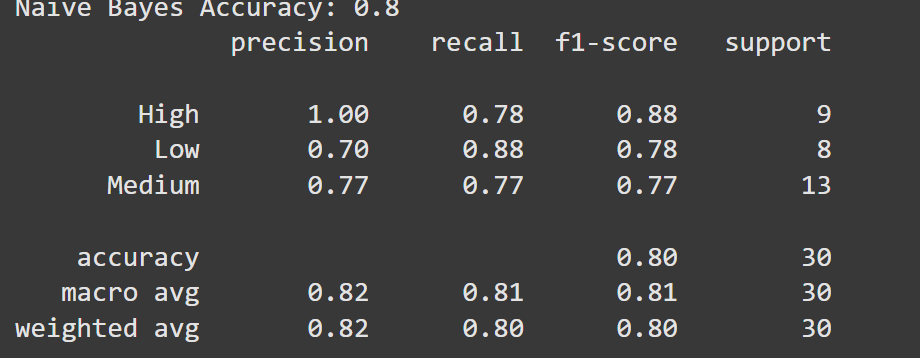 Naive Bayes Accuracy: 0.8
precision recall f1-score support
High 1.00 0.78 0.88 9
Low 0.70 0.88 0.78 8
Medium 0.77 0.77 0.77 13
accuracy 0.80 30
macro avg 0.82 0.81 0.81 30
weighted avg 0.82 0.80 0.80 30